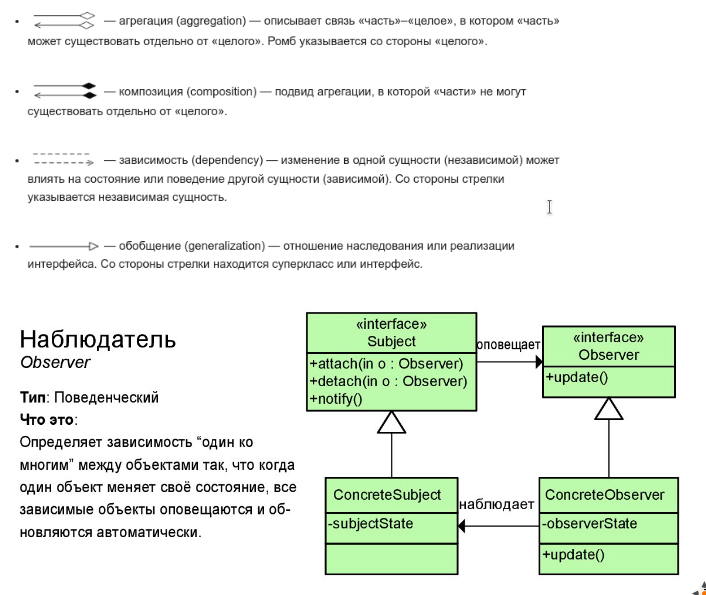 — агрегация (aggregation) — описывает связь «часть»–«целое», в котором «часть»
может существовать отдельно от «целого». Ромб указывается со стороны «целого».
— композиция (composition) — подвид агрегации, в которой «части» не могут
существовать отдельно от «целого».
— зависимость (dependency) — изменение в одной сущности (независимой) может
влиять на состояние или поведение другой сущности (зависимой). Со стороны стрелки
указывается независимая сущность.
— обобщение (generalization) — отношение наследования или реализации
интерфейса. Со стороны стрелки находится суперкласс или интерфейс.
Наблюдатель
Observer
Тип: Поведенческий
Что это:
Определяет зависимость “один ко
многим” между объектами так, что когда
один объект меняет своё состояние, все
зависимые объекты оповещаются и об-
новляются автоматически.
«interface»
Subject
+attach(in o : Observer)
+detach(in o : Observer)
+notify()
оповещает
«interface»
Observer
+update()
ConcreteSubject
-subjectState
наблюдает
ConcreteObserver
-observerState
+update()